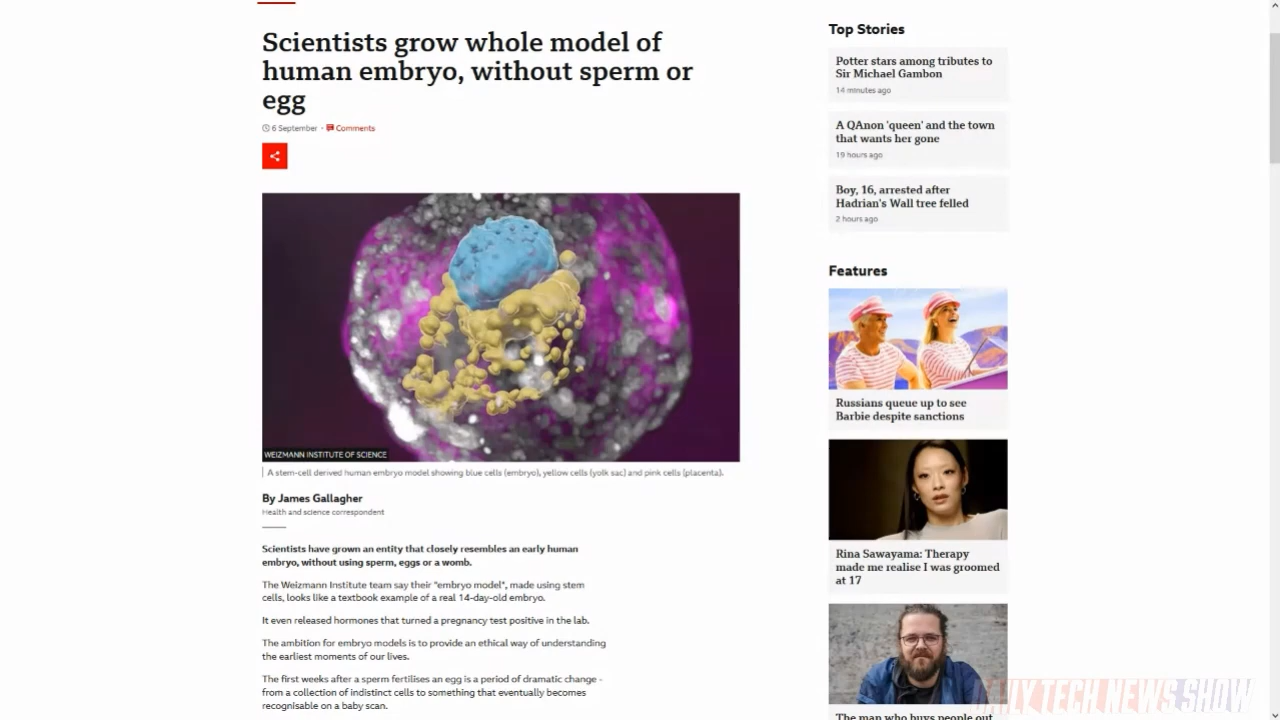 Scientists grow whole model of
human embryo, without sperm or
egg
6 September · Comments
WEIZMANN INSTITUTE OF SCIENCE
A stem-cell derived human embryo model showing blue cells (embryo), yellow cells (yolk sac) and pink cells (placenta).
By James Gallagher
Health and science correspondent
Scientists have grown an entity that closely resembles an early human
embryo, without using sperm, eggs or a womb.
The Weizmann Institute team say their "embryo model", made using stem
cells, looks like a textbook example of a real 14-day-old embryo.
It even released hormones that turned a pregnancy test positive in the lab.
The ambition for embryo models is to provide an ethical way of understanding
the earliest moments of our lives.
The first weeks after a sperm fertilises an egg is a period of dramatic change -
from a collection of indistinct cells to something that eventually becomes
recognisable on a baby scan.
Top Stories
Potter stars among tributes to
Sir Michael Gambon
14 minutes ago
A QAnon 'queen' and the town
that wants her gone
19 hours ago
Boy, 16, arrested after
Hadrian's Wall tree felled
2 hours ago
Features
Russians queue up to see
Barbie despite sanctions
Rina Sawayama: Therapy
made me realise I was groomed
at 17
The man who buys people out
DAILY TECH NEWS SHOW